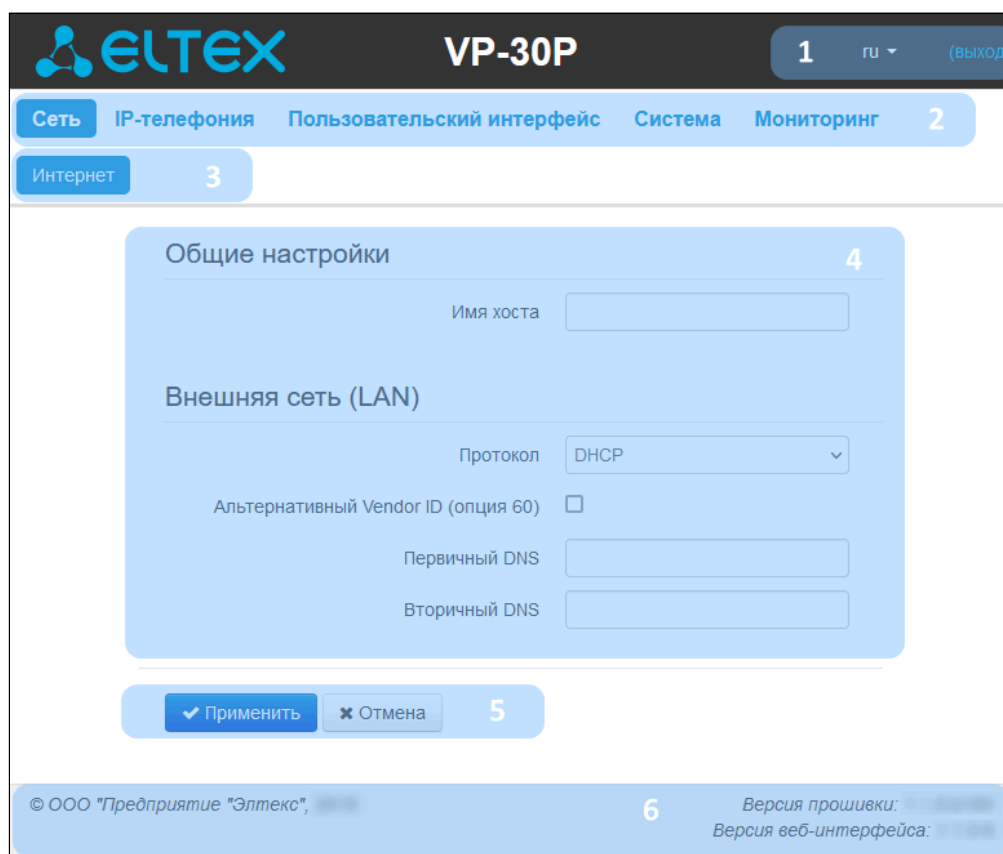 ELTEX VP-30P 1 ru (выход
Сеть IP-телефония Пользовательский интерфейс Система Мониторинг 2
Интернет 3
Общие настройки 4
Имя хоста
Внешняя сеть (LAN)
Протокол DHCP
Альтернативный Vendor ID (опция 60)
Первичный DNS
Вторичный DNS
Применить Отмена 5
© ООО "Предприятие "Элтекс", 6 Версия прошивки:
Версия веб-интерфейса: